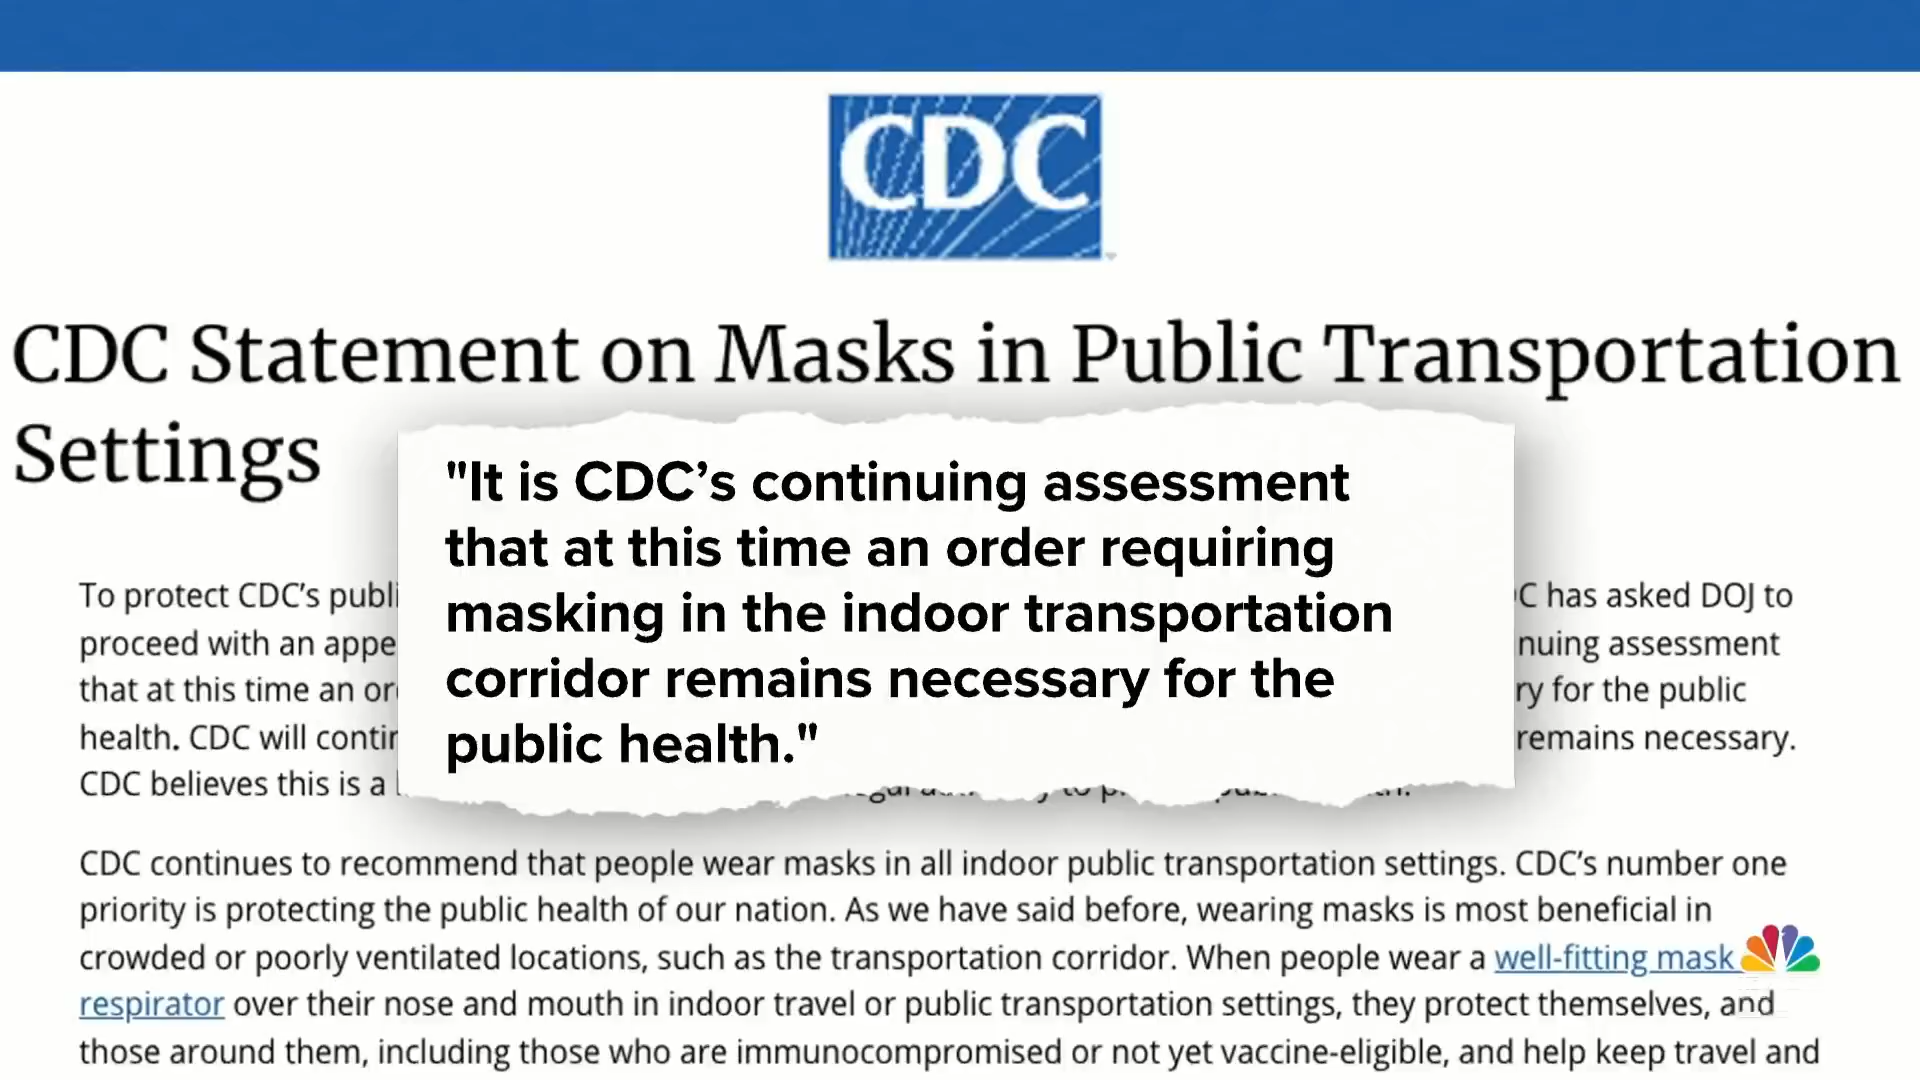 CDC
CDC Statement on Masks in Public Transportation
Settings
"It is CDC’s continuing assessment
that at this time an order requiring
masking in the indoor transportation
corridor remains necessary for the
public health."
To protect CDC’s C has asked DOJ to
proceed with an assessment
that at this time an for the public
health. CDC will remains necessary.
CDC believes this is a
CDC continues to recommend that people wear masks in all indoor public transportation settings. CDC’s number one
priority is protecting the public health of our nation. As we have said before, wearing masks is most beneficial in
crowded or poorly ventilated locations, such as the transportation corridor. When people wear a well-fitting mask
respirator over their nose and mouth in indoor travel or public transportation settings, they protect themselves, and
those around them, including those who are immunocompromised or not yet vaccine-eligible, and help keep travel and